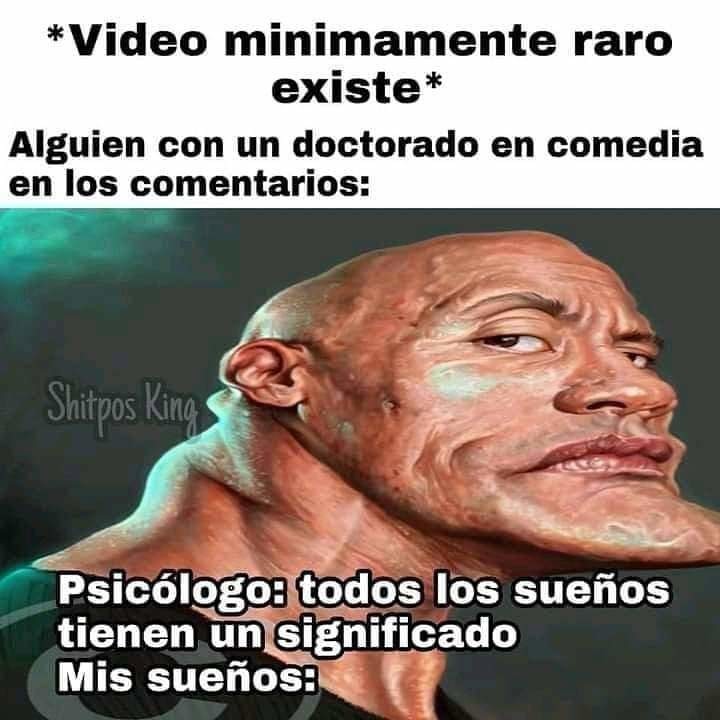 *Video minimamente raro
existe*
Alguien con un doctorado en comedia
en los comentarios:
Shitpos King
Psicólogo: todos los sueños
tienen un significado
Mis sueños: